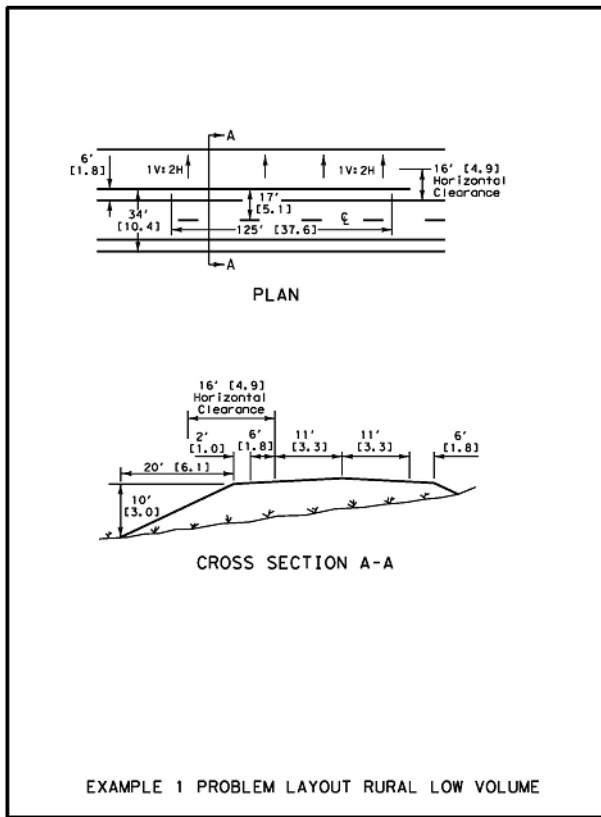 A
6'
[1.8]
1V:2H
1V:2H
16' [4.9]
Horizontal
Clearance
17'
[5.1]
34'
[10.4]
℄
125' [37.6]
A
PLAN
16' [4.9]
Horizontal
Clearance
2'
[1.0]
6'
[1.8]
11'
[3.3]
11'
[3.3]
6'
[1.8]
20' [6.1]
10'
[3.0]
CROSS SECTION A-A
EXAMPLE 1 PROBLEM LAYOUT RURAL LOW VOLUME